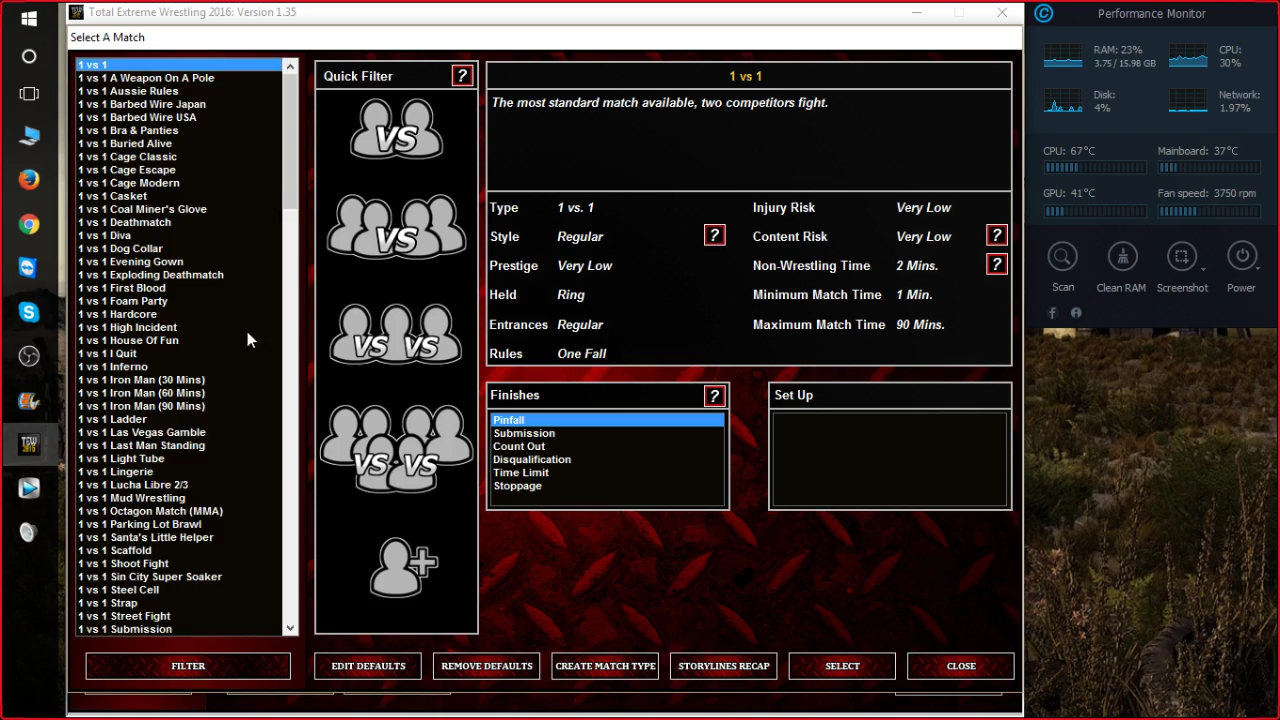 Total Extreme Wrestling 2016: Version 1.35
Select A Match
1 vs 1
1 vs 1 A Weapon On A Pole
1 vs 1 Aussie Rules
1 vs 1 Barbed Wire Japan
1 vs 1 Barbed Wire USA
1 vs 1 Bra & Panties
1 vs 1 Buried Alive
1 vs 1 Cage Classic
1 vs 1 Cage Escape
1 vs 1 Cage Modern
1 vs 1 Casket
1 vs 1 Coal Miner's Glove
1 vs 1 Deathmatch
1 vs 1 Diva
1 vs 1 Dog Collar
1 vs 1 Evening Gown
1 vs 1 Exploding Deathmatch
1 vs 1 First Blood
1 vs 1 Foam Party
1 vs 1 Hardcore
1 vs 1 High Incident
1 vs 1 House Of Fun
1 vs 1 I Quit
1 vs 1 Inferno
1 vs 1 Iron Man (30 Mins)
1 vs 1 Iron Man (60 Mins)
1 vs 1 Iron Man (90 Mins)
1 vs 1 Ladder
1 vs 1 Las Vegas Gamble
1 vs 1 Last Man Standing
1 vs 1 Light Tube
1 vs 1 Lingerie
1 vs 1 Lucha Libre 2/3
1 vs 1 Mud Wrestling
1 vs 1 Octagon Match (MMA)
1 vs 1 Parking Lot Brawl
1 vs 1 Santa's Little Helper
1 vs 1 Scaffold
1 vs 1 Shoot Fight
1 vs 1 Sin City Super Soaker
1 vs 1 Steel Cell
1 vs 1 Strap
1 vs 1 Street Fight
1 vs 1 Submission
FILTER
Quick Filter ?
VS
VS
VS VS
VS VS
1 vs 1
The most standard match available, two competitors fight.
Type 1 vs. 1
Style Regular ?
Prestige Very Low
Held Ring
Entrances Regular
Rules One Fall
Injury Risk Very Low
Content Risk Very Low ?
Non-Wrestling Time 2 Mins. ?
Minimum Match Time 1 Min.
Maximum Match Time 90 Mins.
Finishes ?
Pinfall
Submission
Count Out
Disqualification
Time Limit
Stoppage
Set Up
EDIT DEFAULTS
REMOVE DEFAULTS
CREATE MATCH TYPE
STORYLINES RECAP
SELECT
CLOSE
Performance Monitor
RAM: 23%
3.75 / 15.98 GB
CPU:
30%
Disk:
4%
Network:
1.97%
CPU: 67°C
Mainboard: 37°C
GPU: 41°C
Fan speed: 3750 rpm
Scan
Clean RAM
Screenshot
Power
TEW
2016